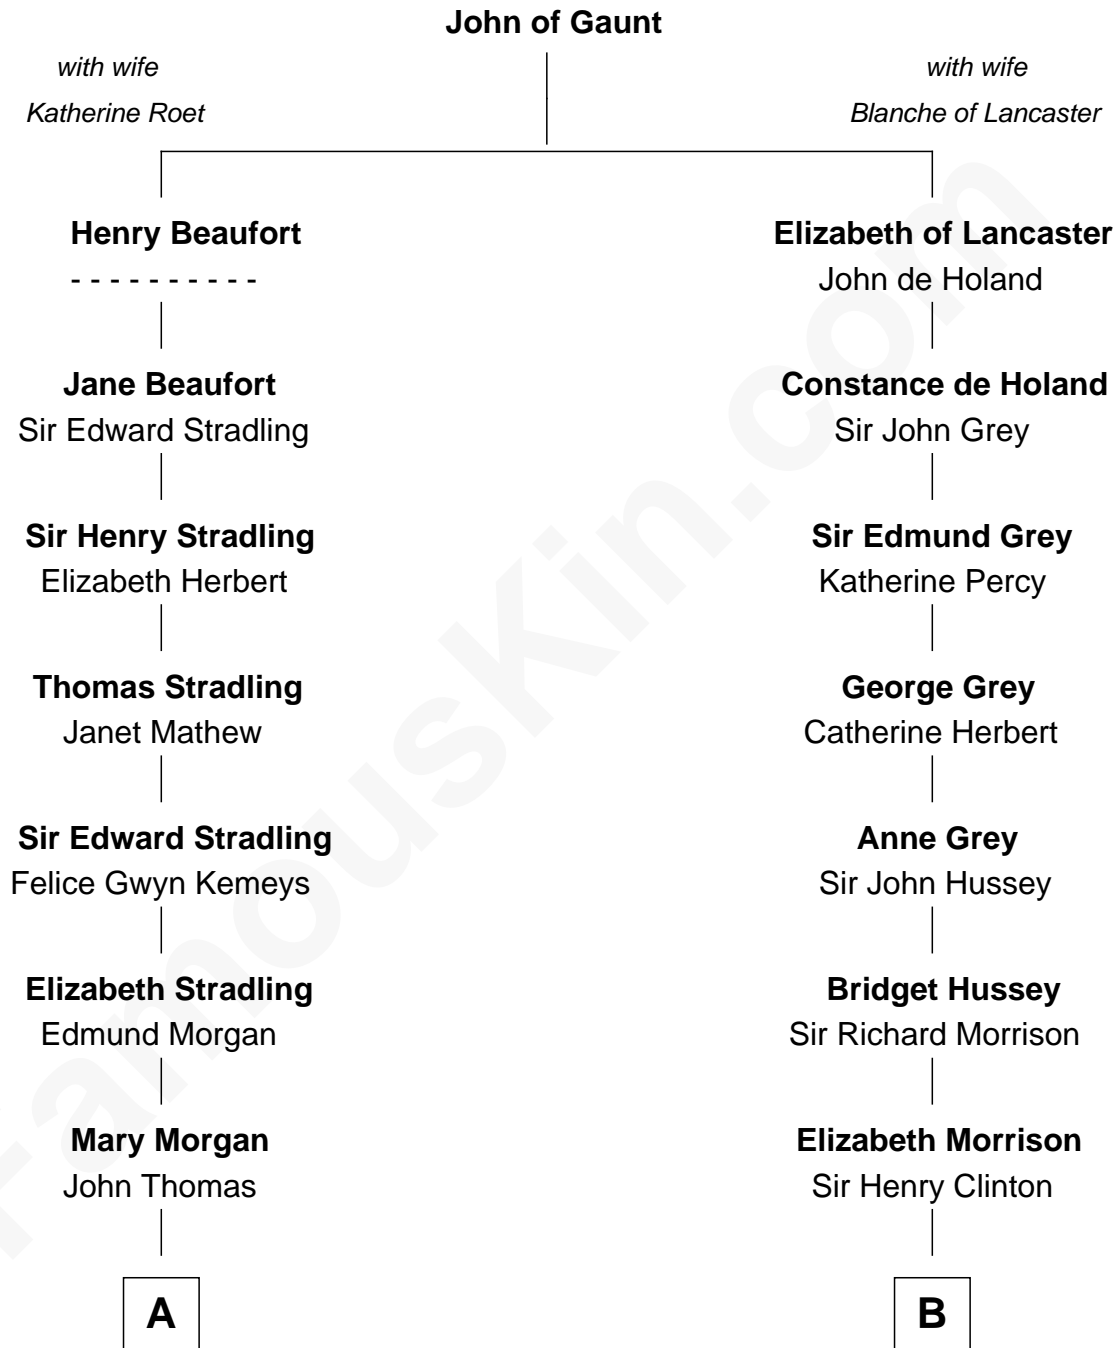 John of Gaunt
with wife
Katherine Roet
with wife
Blanche of Lancaster
Henry Beaufort
- - - - - - - - - -
Jane Beaufort
Sir Edward Stradling
Sir Henry Stradling
Elizabeth Herbert
Thomas Stradling
Janet Mathew
Sir Edward Stradling
Felice Gwyn Kemeys
Elizabeth Stradling
Edmund Morgan
Mary Morgan
John Thomas
A
Elizabeth of Lancaster
John de Holand
Constance de Holand
Sir John Grey
Sir Edmund Grey
Katherine Percy
George Grey
Catherine Herbert
Anne Grey
Sir John Hussey
Bridget Hussey
Sir Richard Morrison
Elizabeth Morrison
Sir Henry Clinton
B
FamousKin.com